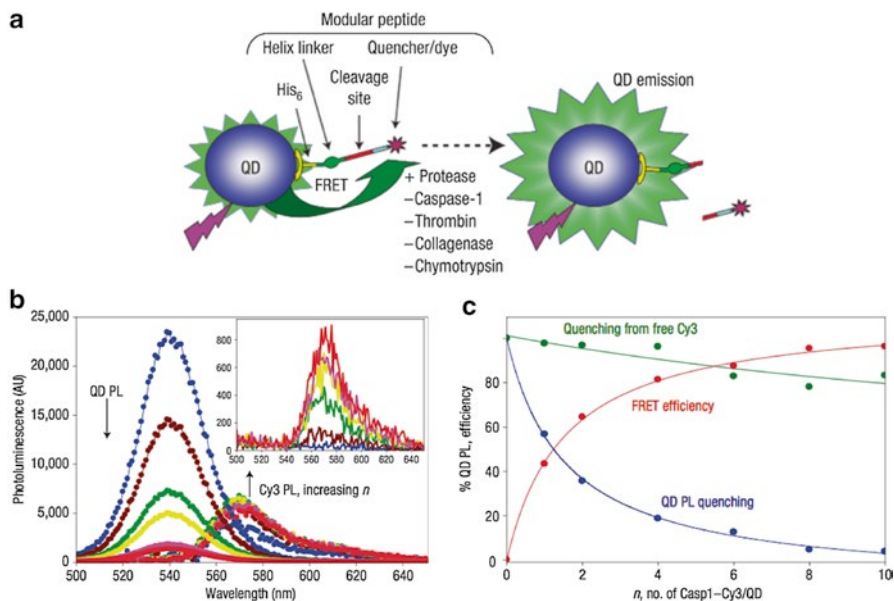 a
Modular peptide
Helix linker
Quencher/dye
His6
Cleavage
site
QD
FRET
+ Protease
–Caspase-1
–Thrombin
–Collagenase
–Chymotrypsin
QD emission
QD
b
25,000
20,000
15,000
10,000
5,000
0
Photoluminescence (AU)
QD PL
800
600
400
200
0
500 520 540 560 580 600 620 640
Cy3 PL, increasing n
500 520 540 560 580 600 620 640
Wavelength (nm)
c
Quenching from free Cy3
FRET efficiency
QD PL quenching
80
60
40
20
0
% QD PL, efficiency
0 2 4 6 8 10
n, no. of Casp1–Cy3/QD